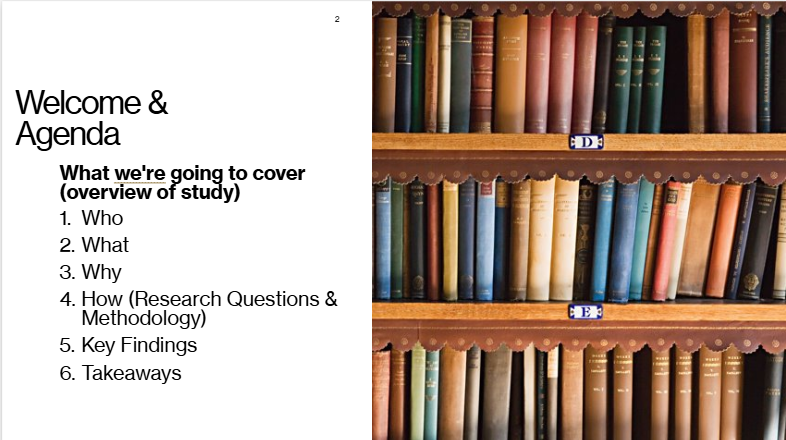 2
Welcome &
Agenda
What we're going to cover
(overview of study)
1. Who
2. What
3. Why
4. How (Research Questions &
Methodology)
5. Key Findings
6. Takeaways
D
E